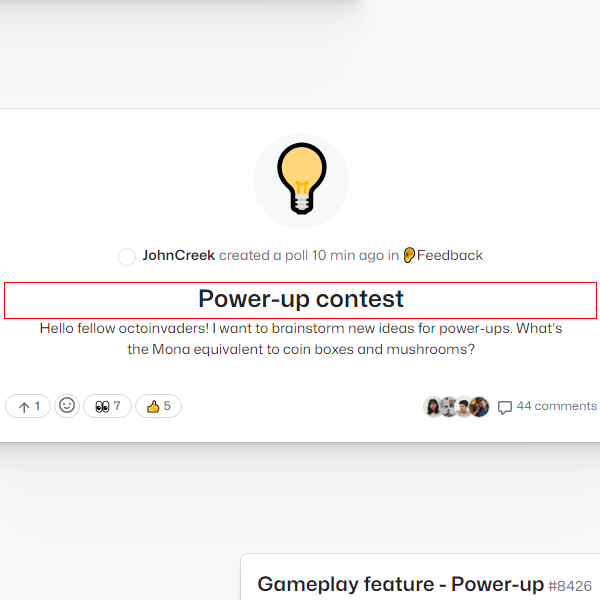 JohnCreek created a poll 10 min ago in Feedback
Power-up contest
Hello fellow octoinvaders! I want to brainstorm new ideas for power-ups. What's
the Mona equivalent to coin boxes and mushrooms?
1 7 5 44 comments
Gameplay feature - Power-up #8426